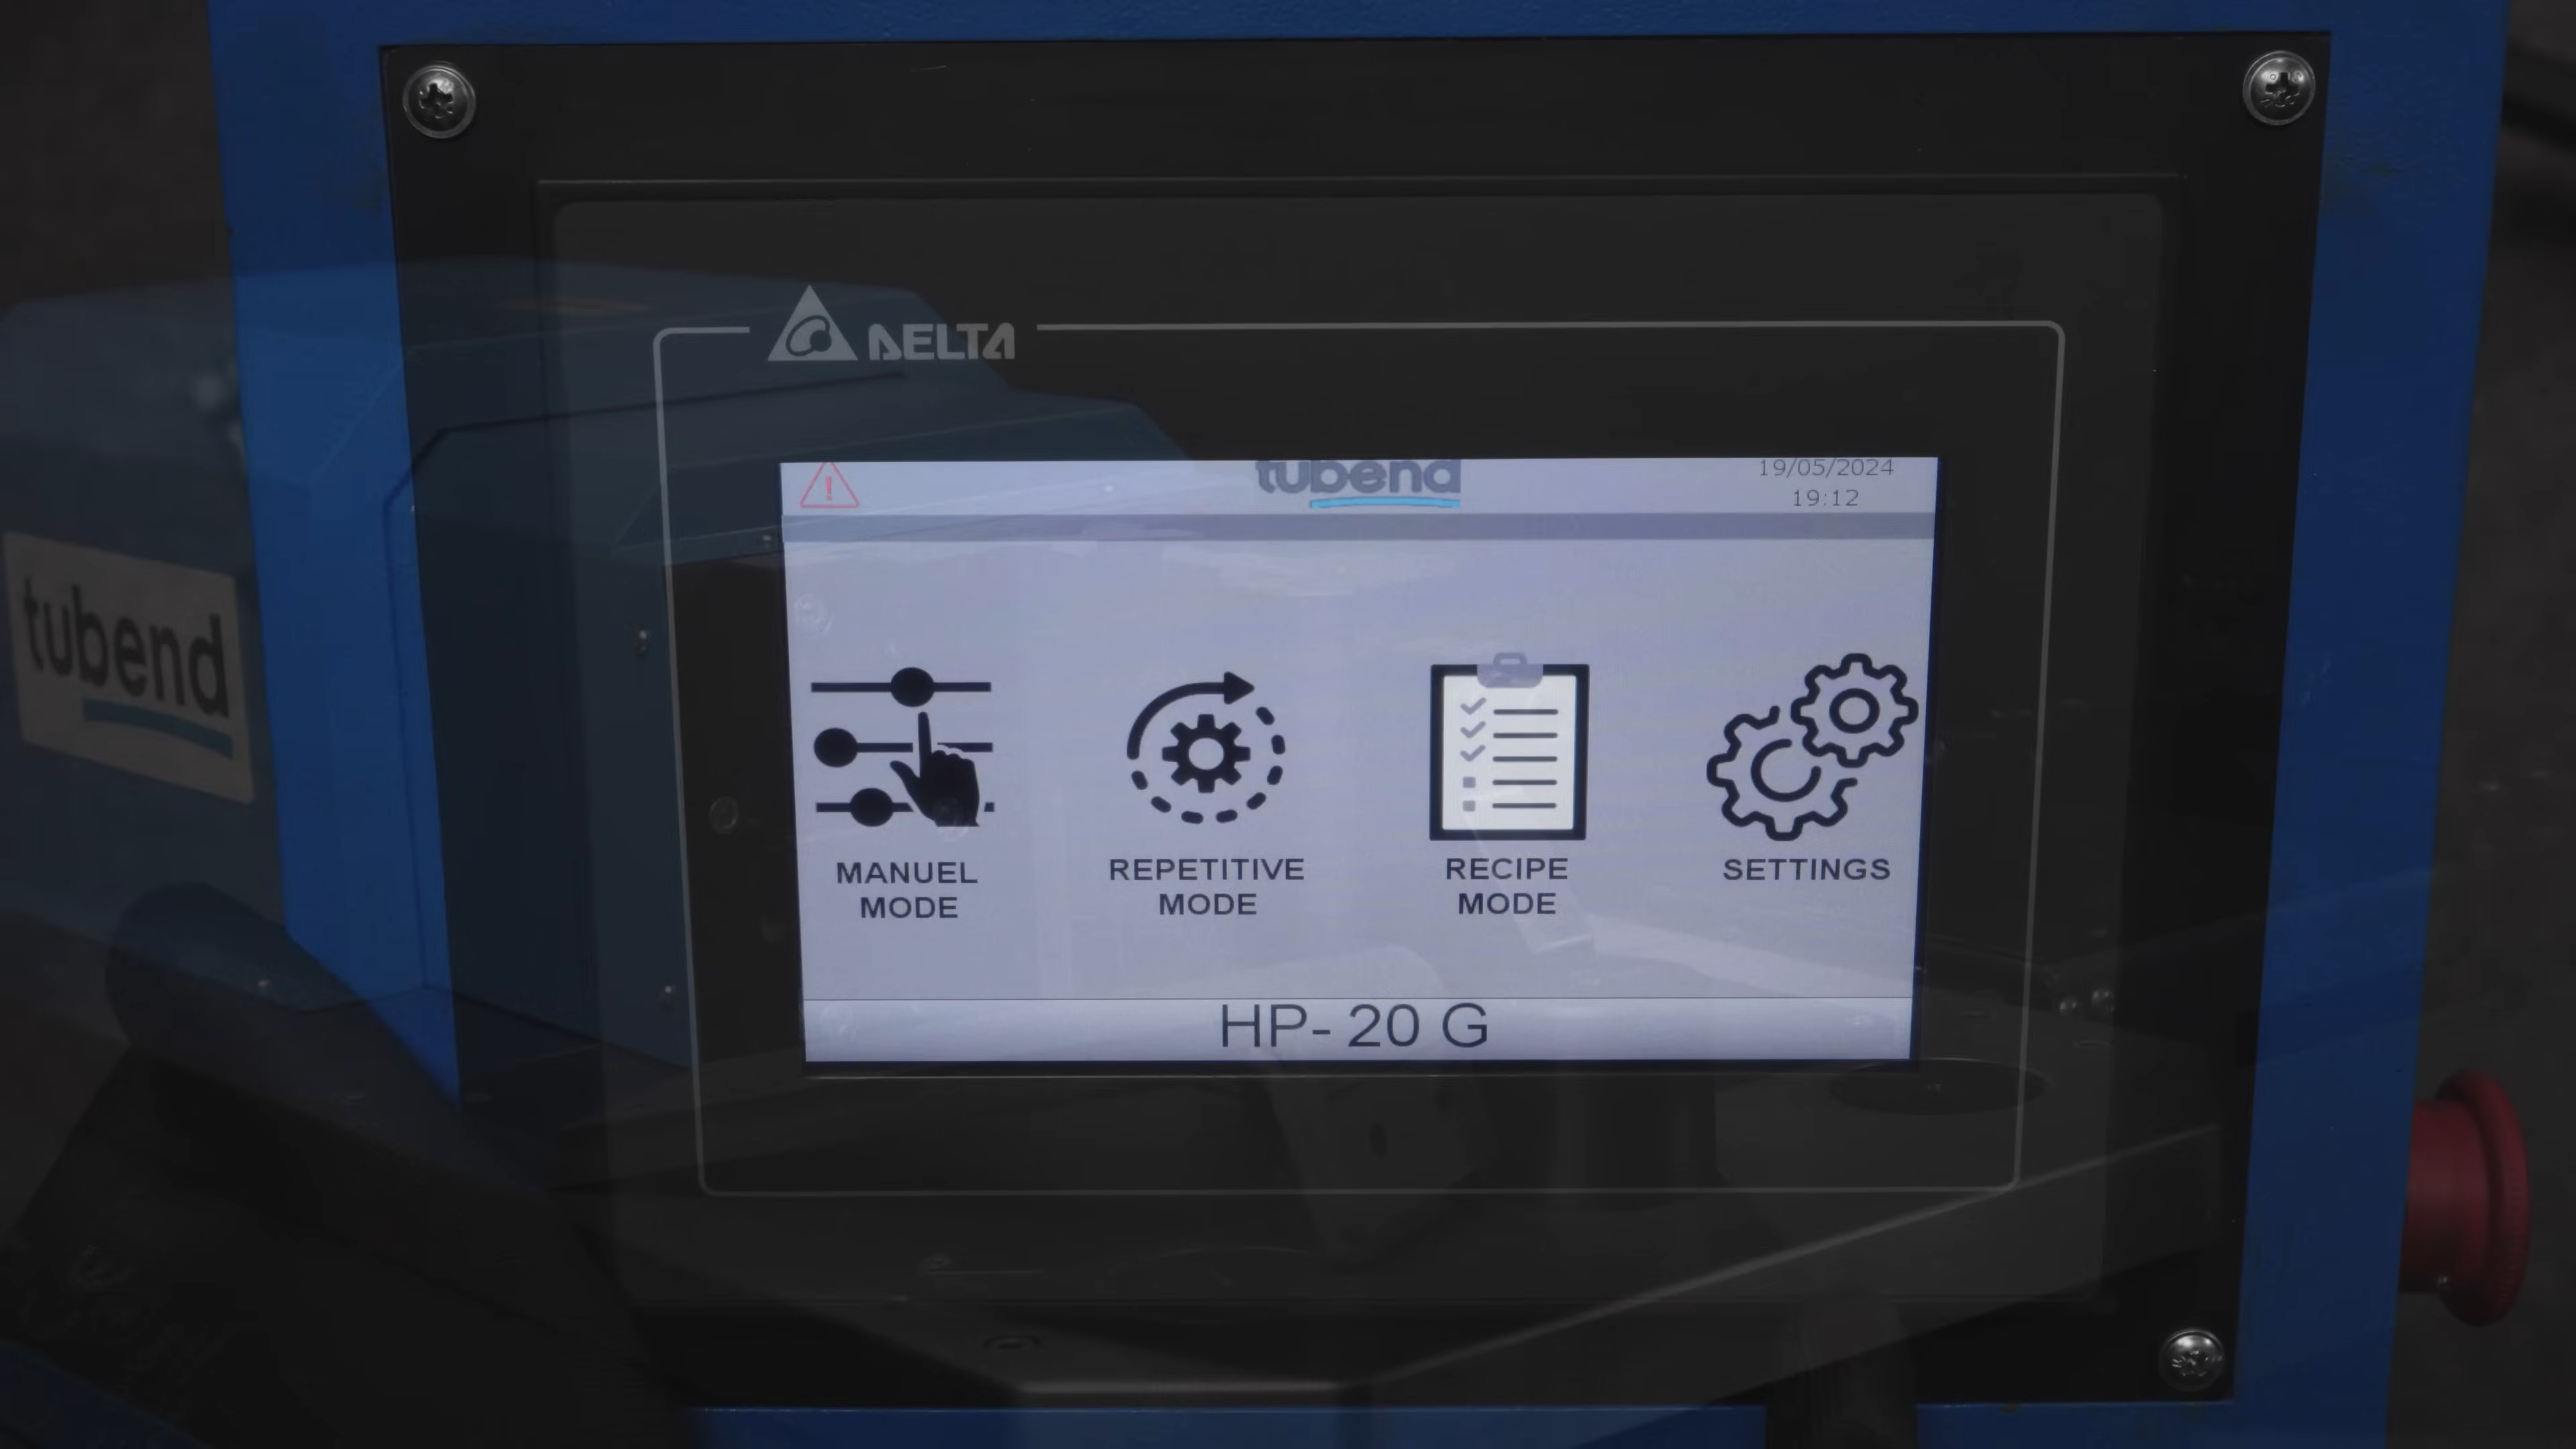 DELTA
tubend
19/05/2024
19:12
tubend
MANUEL
MODE
REPETITIVE
MODE
RECIPE
MODE
SETTINGS
HP- 20 G